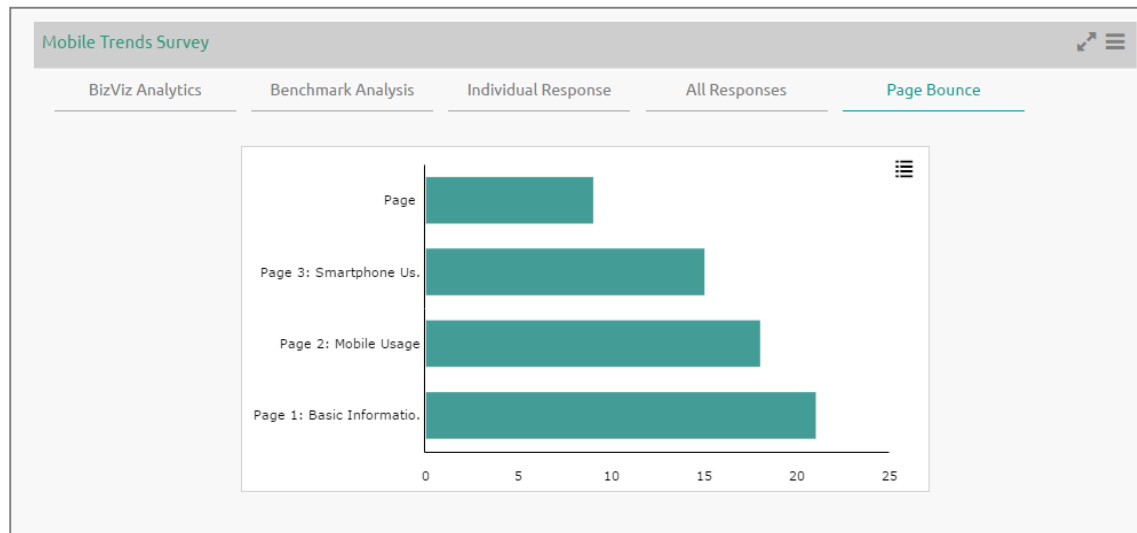 Mobile Trends Survey
BizViz Analytics Benchmark Analysis Individual Response All Responses Page Bounce
Page
Page 3: Smartphone Us.
Page 2: Mobile Usage
Page 1: Basic Informatio.
0 5 10 15 20 25